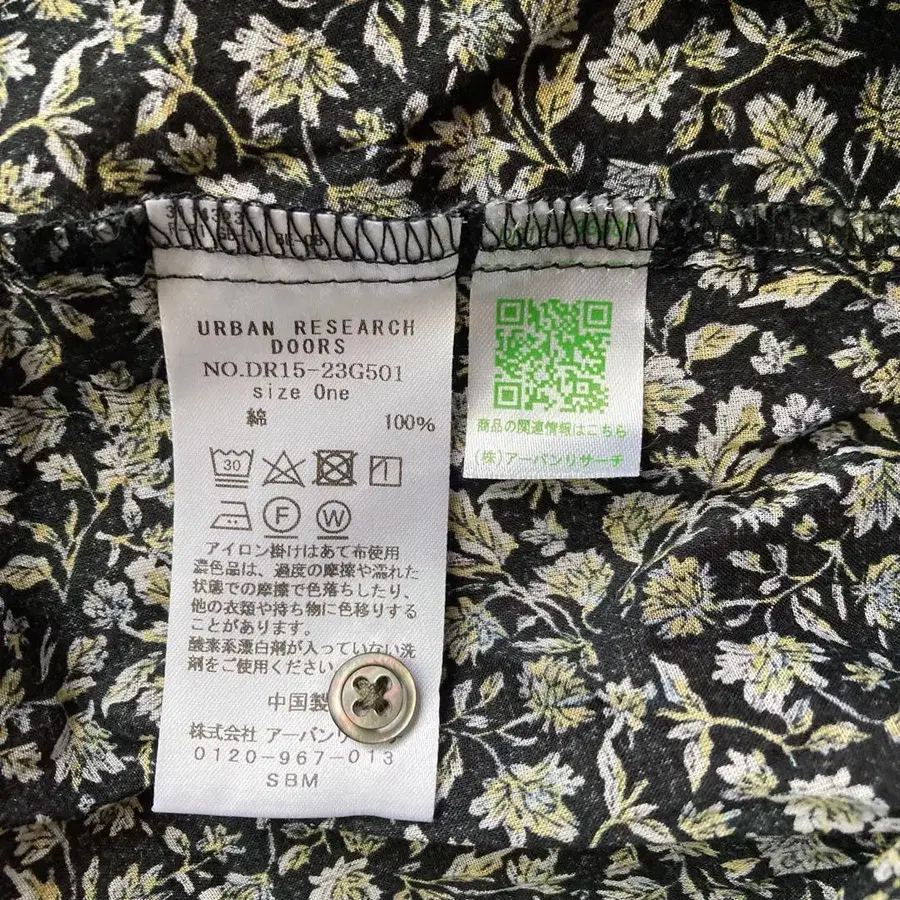 URBAN RESEARCH
DOORS
NO.DR15-23G501
size One
綿 100%
30
F W
アイロン掛けはあて布使用
濃色品は、過度の摩擦や濡れた
状態での摩擦で色落ちしたり、
他の衣類や持ち物に色移りする
ことがあります。
酸素系漂白剤が入っていない洗
剤をご使用ください
中国製
株式会社 アーバンリ
0120-967-013
SBM
商品の関連情報はこちら
(株)アーバンリサーチ